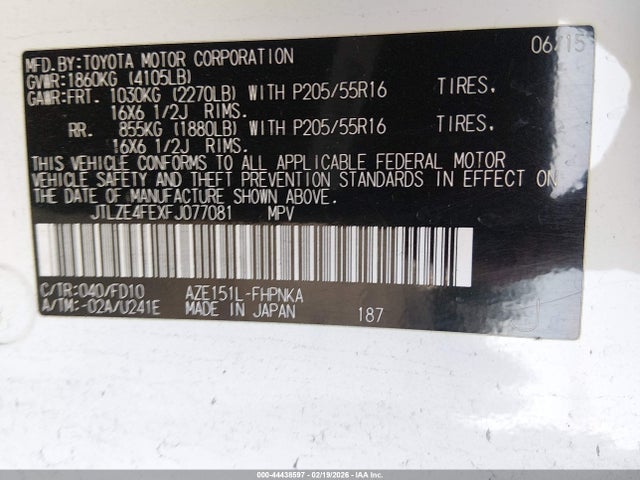 MFD.BY:TOYOTA MOTOR CORPORATION 06/15
GVWR:1860KG (4105LB)
GAWR:FRT. 1030KG (2270LB) WITH P205/55R16 TIRES,
16X6 1/2J RIMS.
RR. 855KG (1880LB) WITH P205/55R16 TIRES,
16X6 1/2J RIMS.
THIS VEHICLE CONFORMS TO ALL APPLICABLE FEDERAL MOTOR
VEHICLE SAFETY AND THEFT PREVENTION STANDARDS IN EFFECT ON
THE DATE OF MANUFACTURE SHOWN ABOVE.
JTLZE4FEXFJ077081 MPV
C/TR:040/FD10 AZE151L-FHPNKA
A/TM:-02A/U241E MADE IN JAPAN 187
J
000-44438597 - 02/19/2026 - IAA Inc.